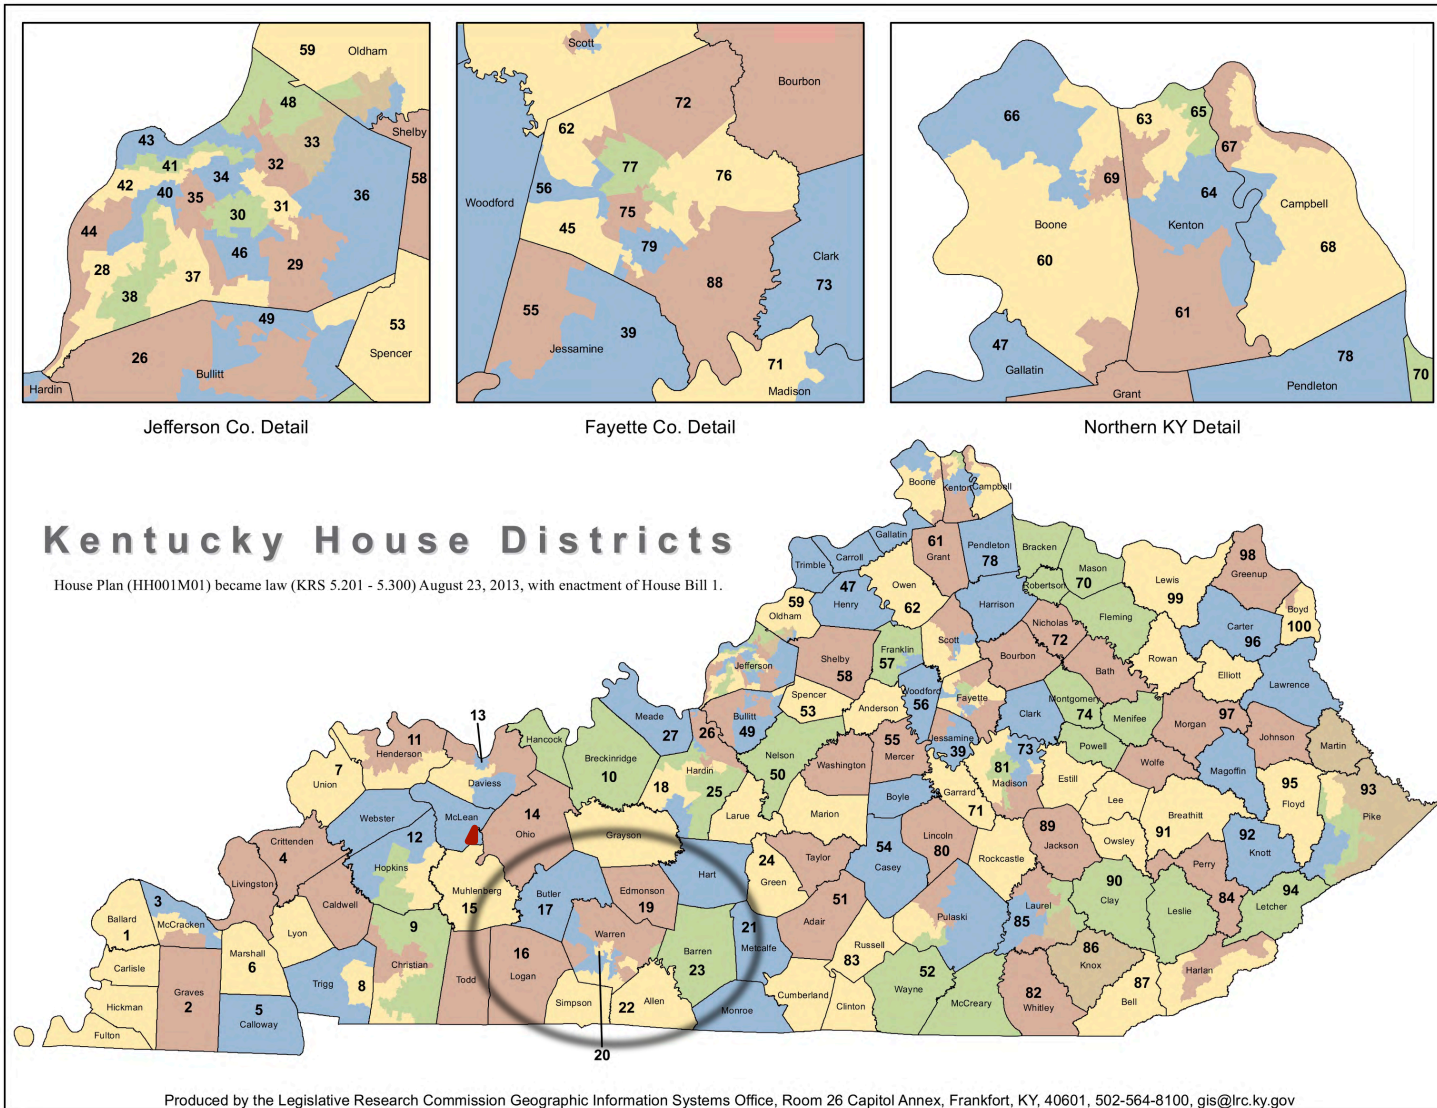 59 Oldham
48
43
33
Shelby
41
32
34
58
42
40
35
36
31
30
44
46
29
28
37
38
49
53
Spencer
26
Bullitt
Hardin
Jefferson Co. Detail
Scott
Bourbon
72
62
77
76
56
Woodford
75
45
79
Clark
88
73
55
39
Jessamine
71
Madison
Fayette Co. Detail
66
63
65
67
69
64
Campbell
Boone
Kenton
68
60
61
47
78
Gallatin
70
Pendleton
Grant
Northern KY Detail
Kentucky House Districts
House Plan (HH001M01) became law (KRS 5.201 - 5.300) August 23, 2013, with enactment of House Bill 1.
Boone
Kenton
Campbell
Gallatin
61
Grant
Pendleton
78
Bracken
Carroll
Trimble
98
Greenup
Mason
70
Robertson
Lewis
99
47
Henry
Owen
62
59
Oldham
Harrison
Boyd
100
Fleming
Nicholas
72
Carter
96
Scott
Franklin
57
Jefferson
Shelby
58
Bourbon
Rowan
Bath
Elliott
Lawrence
Woodford
56
Fayette
Spencer
53
Anderson
Montgomery
74
Clark
Menifee
Morgan
97
Meade
27
26
Bullitt
49
13
11
Henderson
Hancock
55
Mercer
Jessamine
39
73
Powell
Johnson
Martin
Nelson
50
Washington
Breckinridge
10
Wolfe
Magoffin
7
Union
Daviess
Hardin
18
25
81
Madison
Estill
95
Floyd
93
Pike
Garrard
71
Boyle
Lee
Webster
McLean
14
Ohio
Larue
Marion
Breathitt
91
12
Grayson
Lincoln
80
89
Jackson
Owsley
92
Knott
Crittenden
4
54
Casey
24
Green
Taylor
Rockcastle
Perry
Hopkins
Hart
Livingston
Muhlenberg
15
Butler
17
Edmonson
19
90
Clay
94
Letcher
84
51
Adair
Caldwell
3
McCracken
Leslie
Ballard
1
Laurel
85
Pulaski
9
21
Metcalfe
Lyon
Warren
Russell
83
86
Knox
Marshall
6
16
Logan
Barren
23
Carlisle
Christian
52
Wayne
Harlan
Todd
Trigg
8
87
Bell
Graves
2
82
Whitley
Cumberland
Clinton
McCreary
Hickman
Simpson
22
Allen
Monroe
5
Calloway
Fulton
20
Produced by the Legislative Research Commission Geographic Information Systems Office, Room 26 Capitol Annex, Frankfort, KY, 40601, 502-564-8100, gis@lrc.ky.gov